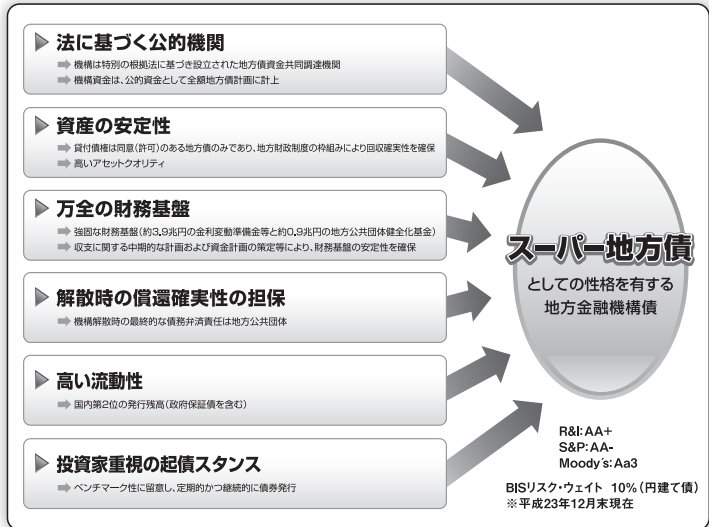 法に基づく公的機関
機構は特別の根拠法に基づき設立された地方債資金共同調達機関
機構資金は、公的資金として全額地方債計画に計上
資産の安定性
貸付債権は同意(許可)のある地方債のみであり、地方財政制度の枠組みにより回収確実性を確保
高いアセットクオリティ
万全の財務基盤
強固な財務基盤(約3.9兆円の金利変動準備金等と約0.9兆円の地方公共団体健全化基金)
収支に関する中期的な計画および資金計画の策定等により、財務基盤の安定性を確保
解散時の償還確実性の担保
機構解散時の最終的な債務弁済責任は地方公共団体
高い流動性
国内第2位の発行残高(政府保証債を含む)
投資家重視の起債スタンス
ベンチマーク性に留意し、定期的かつ継続的に債券発行
スーパー地方債
としての性格を有する
地方金融機構債
R&I:AA+
S&P:AA-
Moody's:Aa3
BISリスク・ウェイト 10%(円建て債)
※平成23年12月末現在